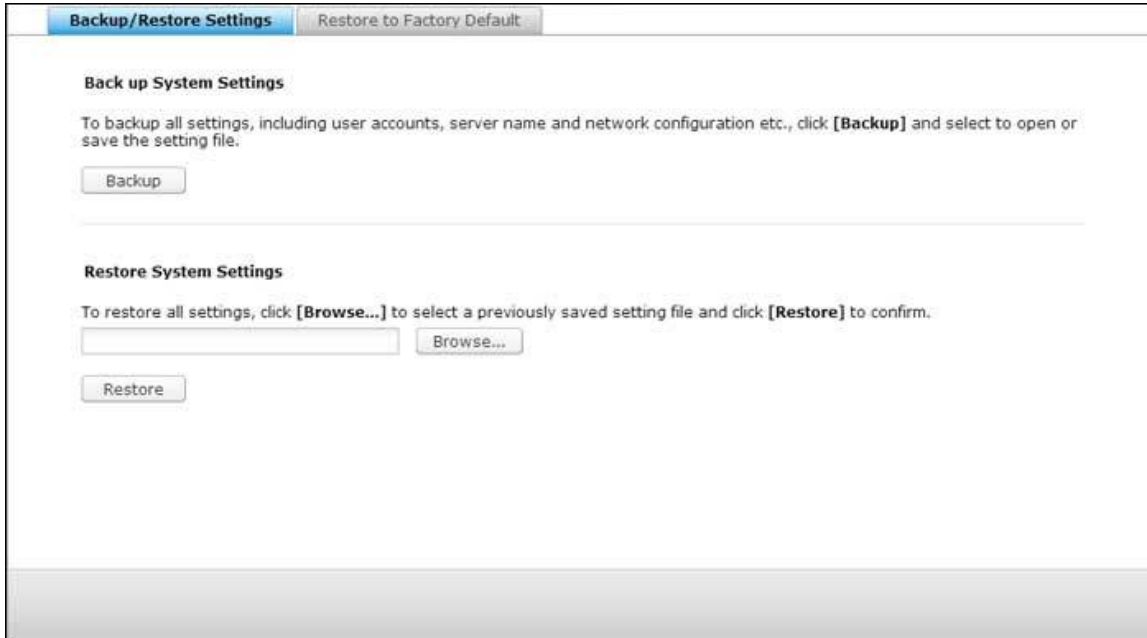 Backup/Restore Settings
Restore to Factory Default
Back up System Settings
To backup all settings, including user accounts, server name and network configuration etc., click [Backup] and select to open or
save the setting file.
Backup
Restore System Settings
To restore all settings, click [Browse...] to select a previously saved setting file and click [Restore] to confirm.
Browse...
Restore